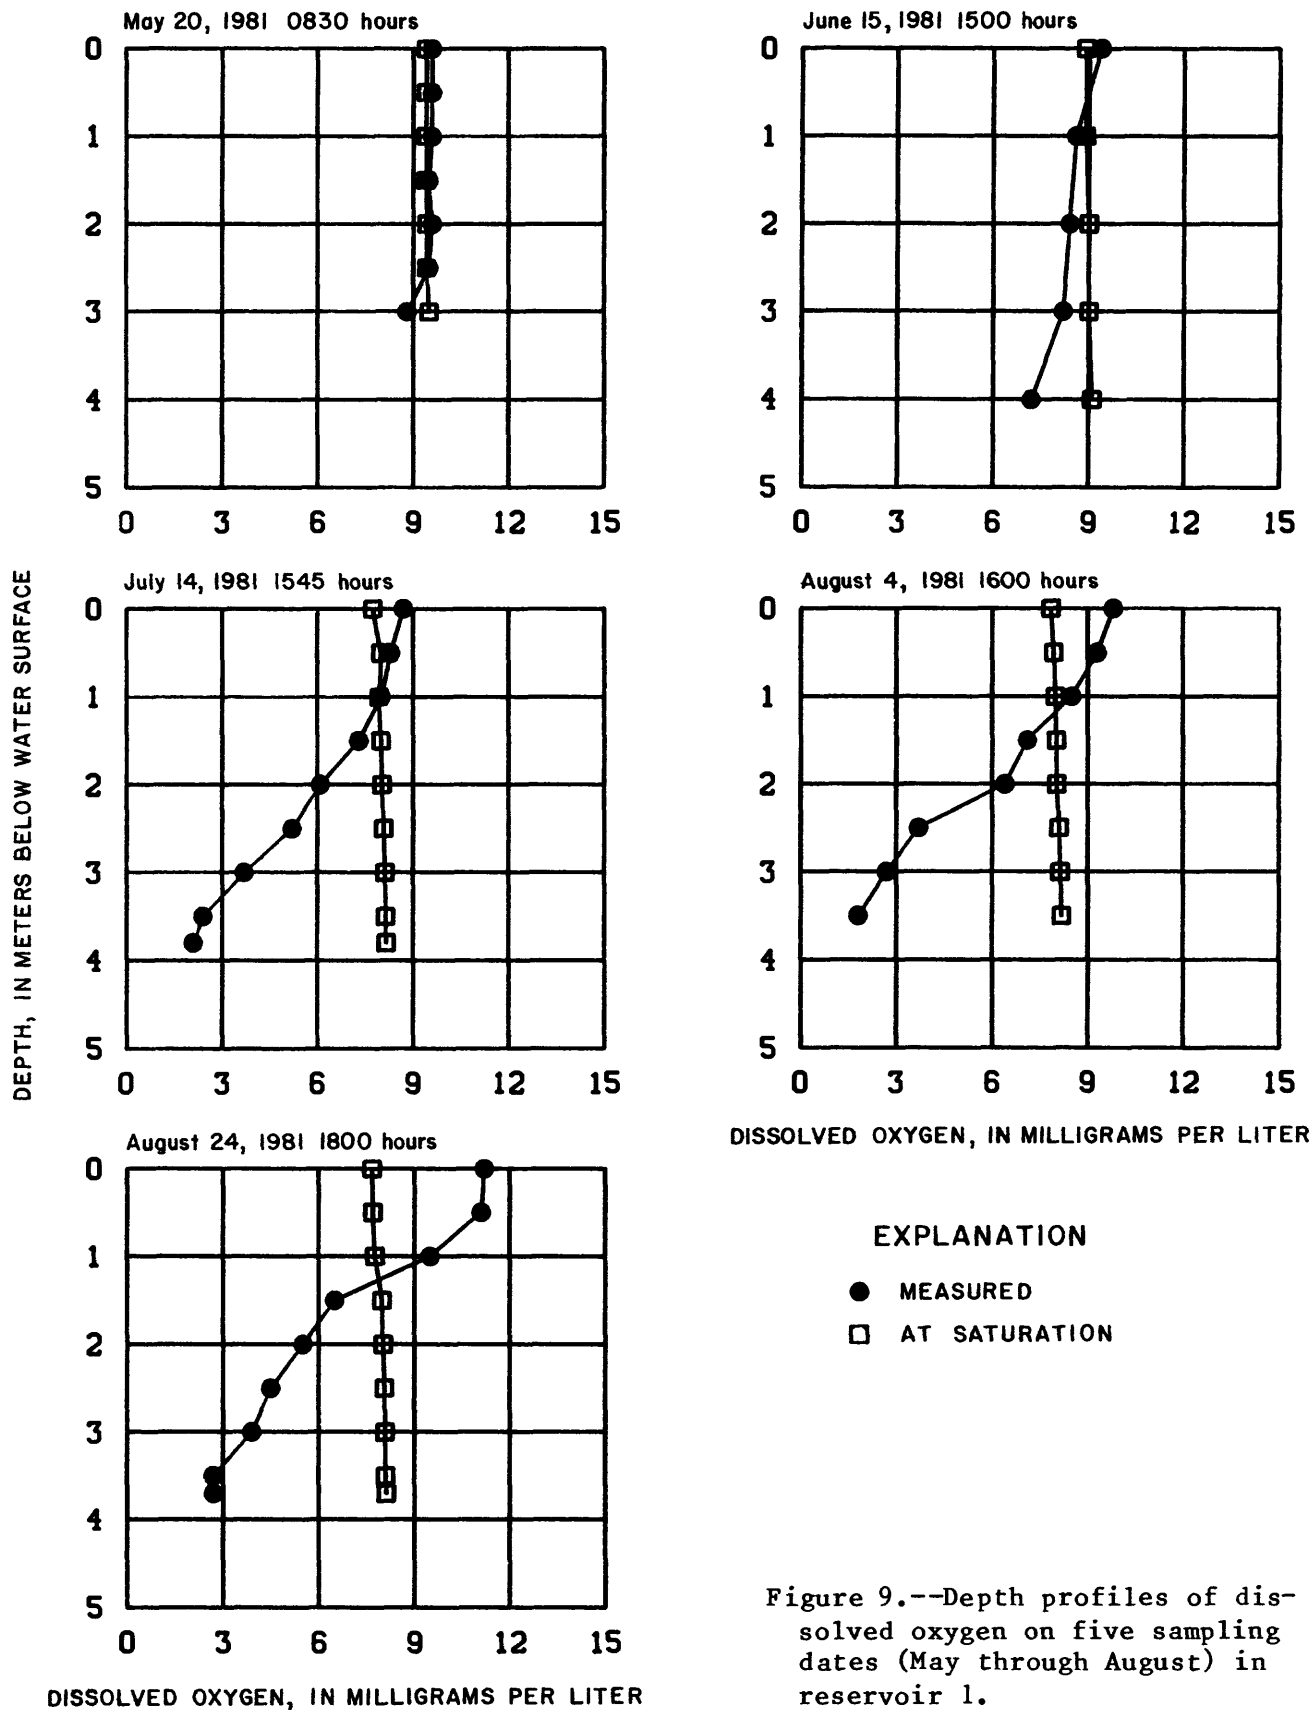 May 20, 1981 0830 hours
0
1
2
3
4
5
0 3 6 9 12 15
June 15, 1981 1500 hours
0
1
2
3
4
5
0 3 6 9 12 15
DEPTH, IN METERS BELOW WATER SURFACE
July 14, 1981 1545 hours
0
1
2
3
4
5
0 3 6 9 12 15
August 4, 1981 1600 hours
0
1
2
3
4
5
0 3 6 9 12 15
DISSOLVED OXYGEN, IN MILLIGRAMS PER LITER
August 24, 1981 1800 hours
0
1
2
3
4
5
0 3 6 9 12 15
DISSOLVED OXYGEN, IN MILLIGRAMS PER LITER
EXPLANATION
MEASURED
AT SATURATION
Figure 9.--Depth profiles of dis-
solved oxygen on five sampling
dates (May through August) in
reservoir 1.